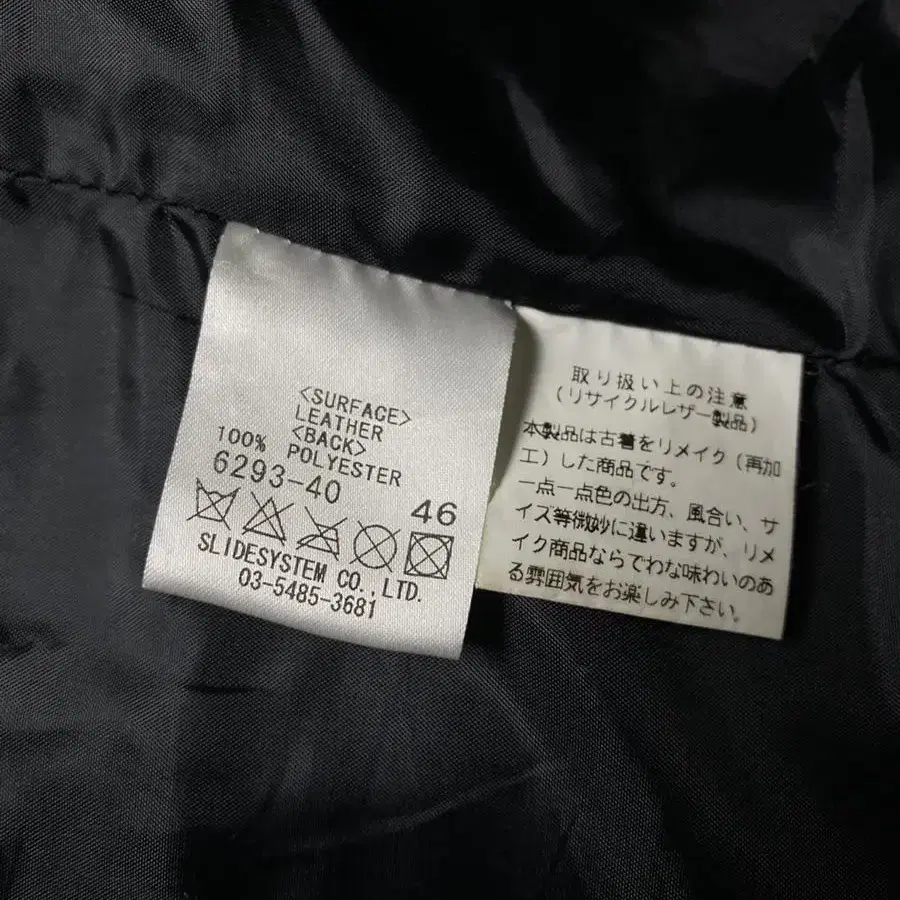 <SURFACE>
LEATHER
<BACK>
100% POLYESTER
6293-40
46
SLIDESYSTEM CO.,LTD.
03-5485-3681
取り扱い上の注意
(リサイクルレザー製品)
本製品は古着をリメイク(再加
工)した商品です。
一点一点色の出方、風合い、サ
イズ等微妙に違いますが、リメ
イク商品ならでわな味わいのあ
る雰囲気をお楽しみ下さい。